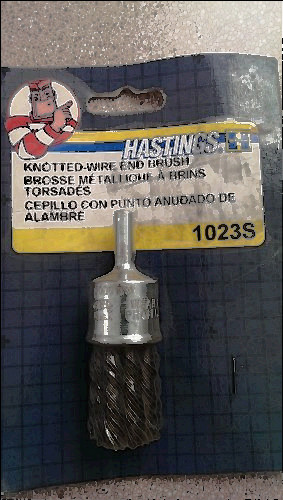 HASTINGS
KNOTTED-WIRE END BRUSH
BROSSE MÉTALLIQUE À BRINS
TORSADÉS
CEPILLO CON PUNTO ANUDADO DE
ALAMBRE
1023S